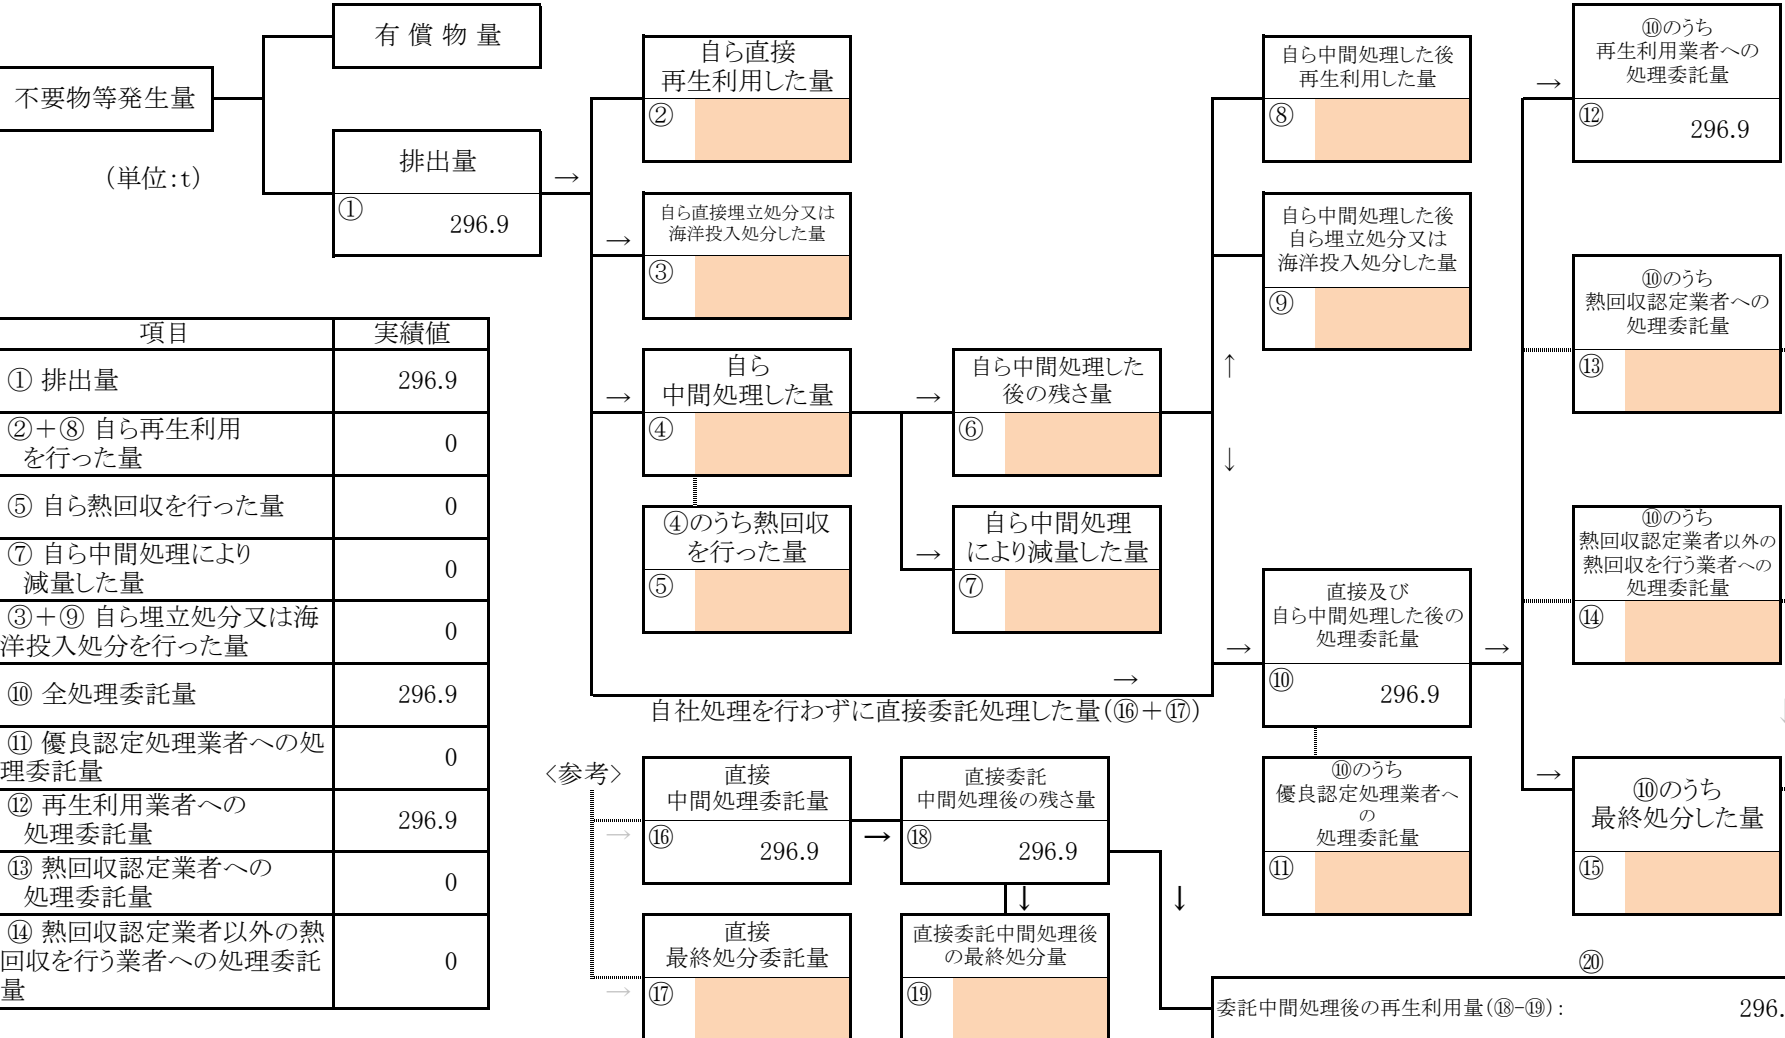 有償物量
不要物等発生量
(単位:t)
排出量
①
296.9
→
自ら直接
再生利用した量
②
→
自ら直接埋立処分又は
海洋投入処分した量
③
→
自ら
中間処理した量
④
④のうち熱回収
を行った量
⑤
→
自ら中間処理した
後の残さ量
⑥
→
自ら中間処理
により減量した量
⑦
↑
↓
自ら中間処理した後
再生利用した量
⑧
自ら中間処理した後
自ら埋立処分又は
海洋投入処分した量
⑨
→
自社処理を行わずに直接委託処理した量(⑯+⑰)
→
直接及び
自ら中間処理した後の
処理委託量
⑩
296.9
→
⑩のうち
優良認定処理業者へ
の
処理委託量
⑪
→
⑩のうち
再生利用業者への
処理委託量
⑫
296.9
⑩のうち
熱回収認定業者への
処理委託量
⑬
⑩のうち
熱回収認定業者以外の
熱回収を行う業者への
処理委託量
⑭
→
⑩のうち
最終処分した量
⑮
項目 実績値
① 排出量 296.9
②+⑧ 自ら再生利用
を行った量
0
⑤ 自ら熱回収を行った量 0
⑦ 自ら中間処理により
減量した量
0
③+⑨ 自ら埋立処分又は海
洋投入処分を行った量
0
⑩ 全処理委託量 296.9
⑪ 優良認定処理業者への処
理委託量
0
⑫ 再生利用業者への
処理委託量
296.9
⑬ 熱回収認定業者への
処理委託量
0
⑭ 熱回収認定業者以外の熱
回収を行う業者への処理委託
量
0
<参考>
→
直接
中間処理委託量
⑯
296.9
→
直接委託
中間処理後の残さ量
⑱
296.9
↓
↓
→
直接
最終処分委託量
⑰
直接委託中間処理後
の最終処分量
⑲
⑳
委託中間処理後の再生利用量(⑱-⑲):
296.